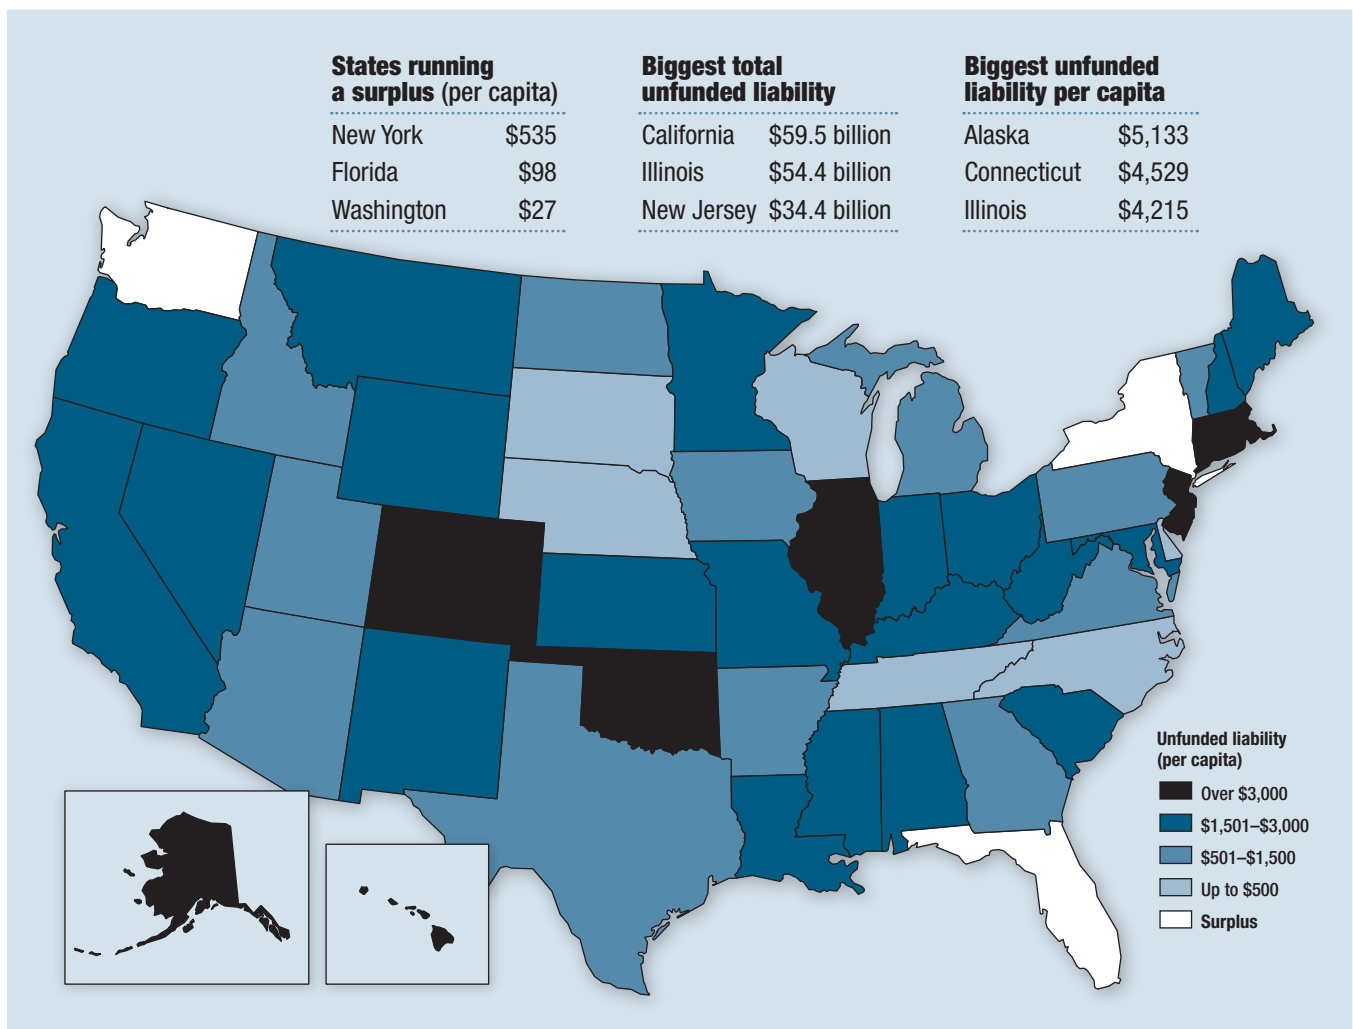 States running
a surplus (per capita)
New York $535
Florida $98
Washington $27
Biggest total
unfunded liability
California $59.5 billion
Illinois $54.4 billion
New Jersey $34.4 billion
Biggest unfunded
liability per capita
Alaska $5,133
Connecticut $4,529
Illinois $4,215
Unfunded liability
(per capita)
Over $3,000
$1,501–$3,000
$501–$1,500
Up to $500
Surplus